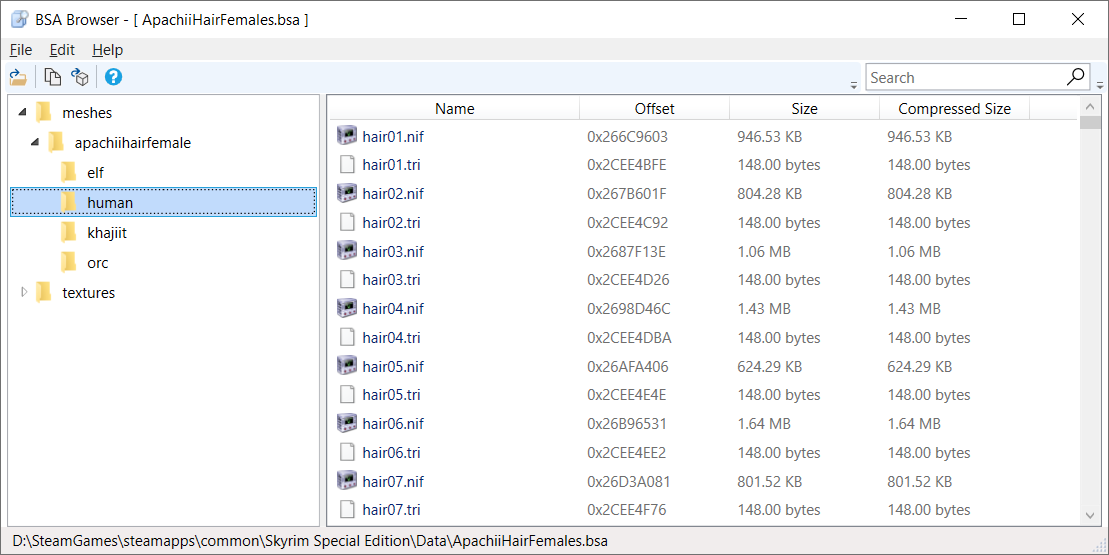 BSA Browser - [ ApachiiHairFemales.bsa ]
File Edit Help
Search
meshes
apachiihairfemale
elf
human
khajiit
orc
textures
Name Offset Size Compressed Size
hair01.nif 0x266C9603 946.53 KB 946.53 KB
hair01.tri 0x2CEE4BFE 148.00 bytes 148.00 bytes
hair02.nif 0x267B601F 804.28 KB 804.28 KB
hair02.tri 0x2CEE4C92 148.00 bytes 148.00 bytes
hair03.nif 0x2687F13E 1.06 MB 1.06 MB
hair03.tri 0x2CEE4D26 148.00 bytes 148.00 bytes
hair04.nif 0x2698D46C 1.43 MB 1.43 MB
hair04.tri 0x2CEE4DBA 148.00 bytes 148.00 bytes
hair05.nif 0x26AFA406 624.29 KB 624.29 KB
hair05.tri 0x2CEE4E4E 148.00 bytes 148.00 bytes
hair06.nif 0x26B96531 1.64 MB 1.64 MB
hair06.tri 0x2CEE4EE2 148.00 bytes 148.00 bytes
hair07.nif 0x26D3A081 801.52 KB 801.52 KB
hair07.tri 0x2CEE4F76 148.00 bytes 148.00 bytes
D:\SteamGames\steamapps\common\Skyrim Special Edition\Data\ApachiiHairFemales.bsa